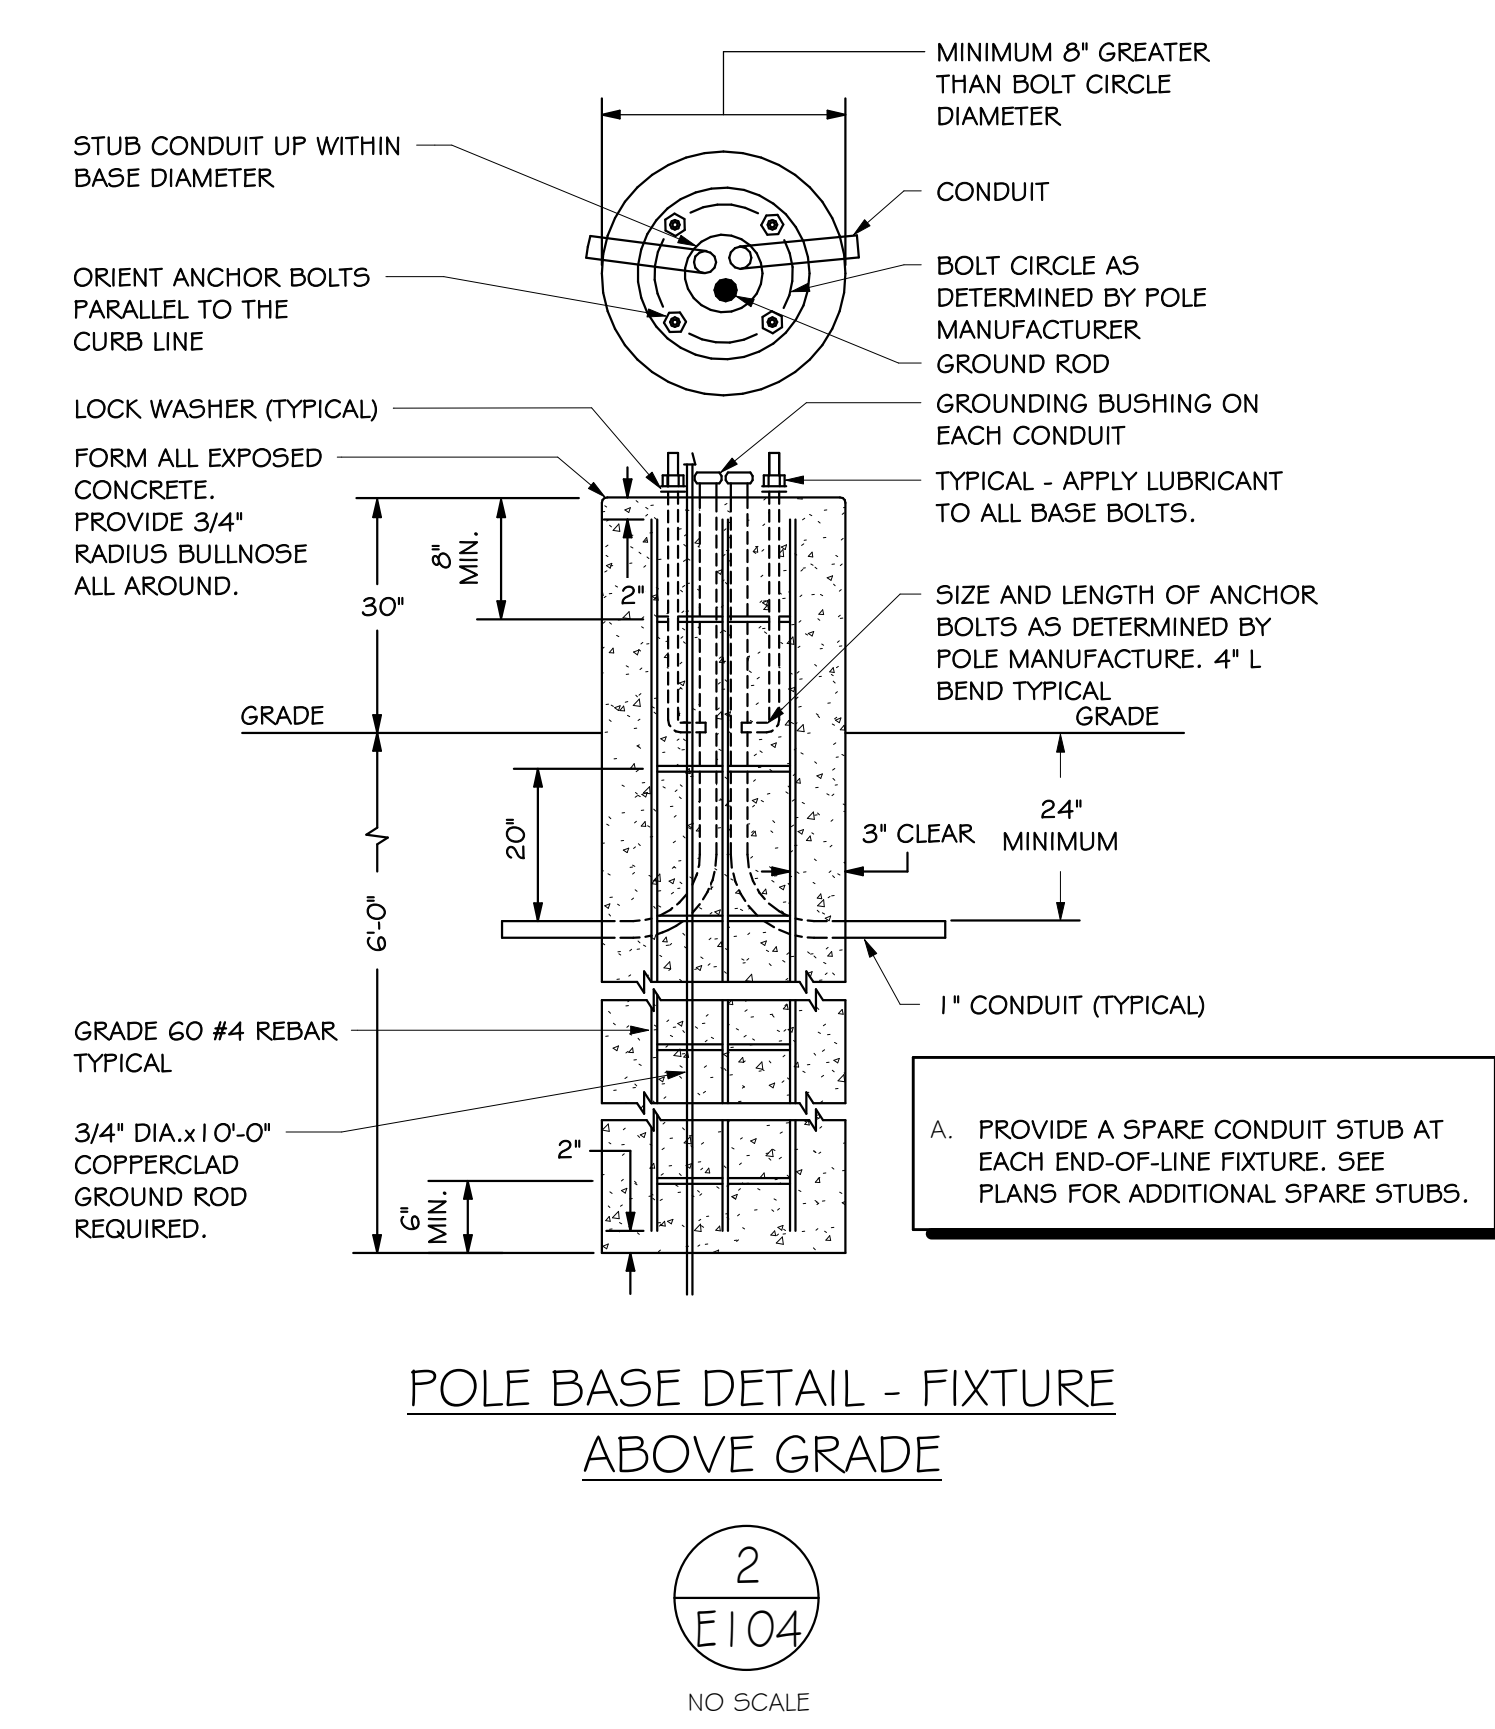 MINIMUM 8" GREATER
THAN BOLT CIRCLE
DIAMETER
STUB CONDUIT UP WITHIN
BASE DIAMETER
CONDUIT
ORIENT ANCHOR BOLTS
PARALLEL TO THE
CURB LINE
BOLT CIRCLE AS
DETERMINED BY POLE
MANUFACTURER
GROUND ROD
LOCK WASHER (TYPICAL)
GROUNDING BUSHING ON
EACH CONDUIT
FORM ALL EXPOSED
CONCRETE.
PROVIDE 3/4"
RADIUS BULLNOSE
ALL AROUND.
TYPICAL - APPLY LUBRICANT
TO ALL BASE BOLTS.
8"
MIN.
2"
30"
SIZE AND LENGTH OF ANCHOR
BOLTS AS DETERMINED BY
POLE MANUFACTURE. 4" L
BEND TYPICAL
GRADE
GRADE
20"
3" CLEAR
24"
MINIMUM
6'-0"
1" CONDUIT (TYPICAL)
GRADE 60 #4 REBAR
TYPICAL
3/4" DIA.x10'-0"
COPPERCLAD
GROUND ROD
REQUIRED.
2"
6"
MIN.
A. PROVIDE A SPARE CONDUIT STUB AT
EACH END-OF-LINE FIXTURE. SEE
PLANS FOR ADDITIONAL SPARE STUBS.
POLE BASE DETAIL - FIXTURE
ABOVE GRADE
2
E104
NO SCALE